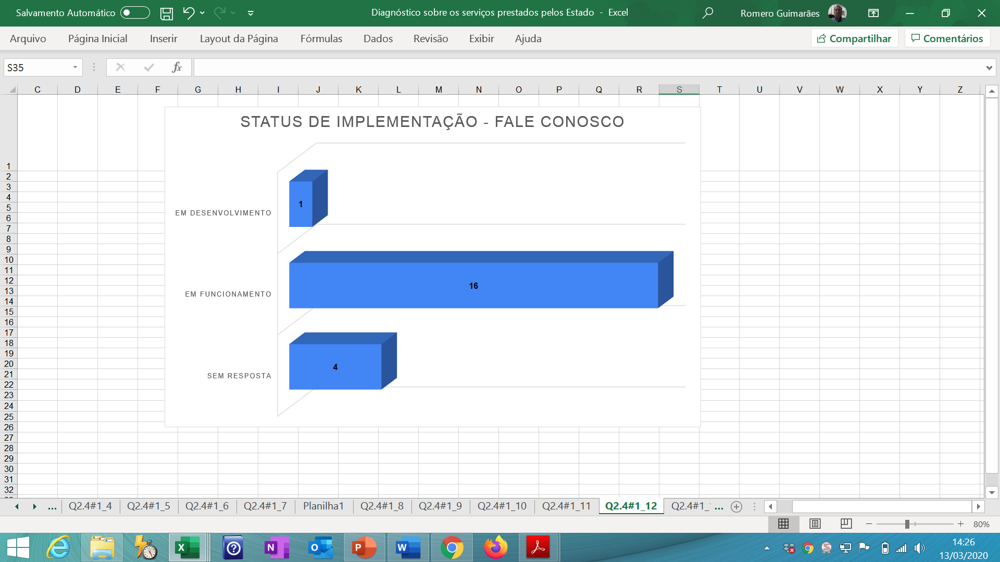 Salvamento Automático
Diagnóstico sobre os serviços prestados pelos Estado - Excel
Romero Guimarães
Arquivo Página Inicial Inserir Layout da Página Fórmulas Dados Revisão Exibir Ajuda
Compartilhar Comentários
S35 fx
C D E F G H I J K L M N O P Q R S T U V W X Y Z
STATUS DE IMPLEMENTAÇÃO - FALE CONOSCO
1
2
3
4
5
6
7
8
9
10
11
12
13
14
15
16
17
18
19
20
21
22
23
24
25
26
27
28
29
30
31
32
EM DESENVOLVIMENTO 1
EM FUNCIONAMENTO 16
SEM RESPOSTA 4
... Q2.4#1_4 Q2.4#1_5 Q2.4#1_6 Q2.4#1_7 Planilha1 Q2.4#1_8 Q2.4#1_9 Q2.4#1_10 Q2.4#1_11 Q2.4#1_12 Q2.4#1_ ...
80%
X ? N O P W
14:26
13/03/2020